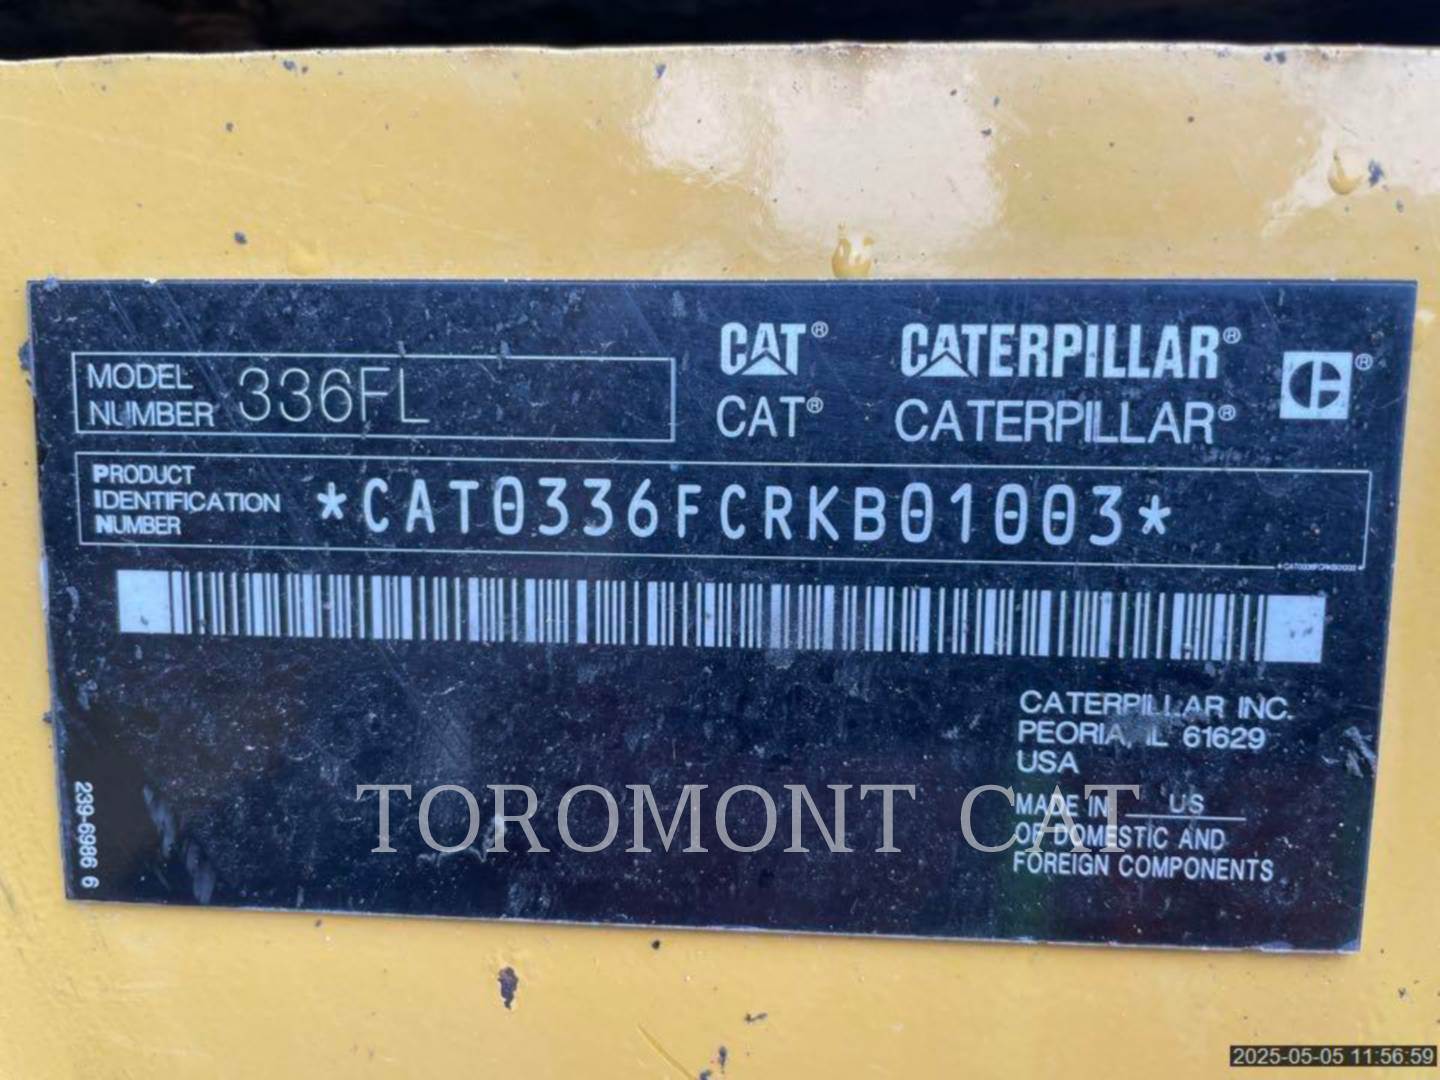 CAT® CATERPILLAR® ®
CAT® CATERPILLAR®
MODEL
NUMBER 336FL
PRODUCT
IDENTIFICATION
NUMBER *CAT0336FCRKB01003*
*CAT0336FCRKB01003*
CATERPILLAR INC.
PEORIA, IL 61629
USA
MADE IN US
OF DOMESTIC AND
FOREIGN COMPONENTS
239-6986 6
TOROMONT CAT
2025-05-05 11:56:59